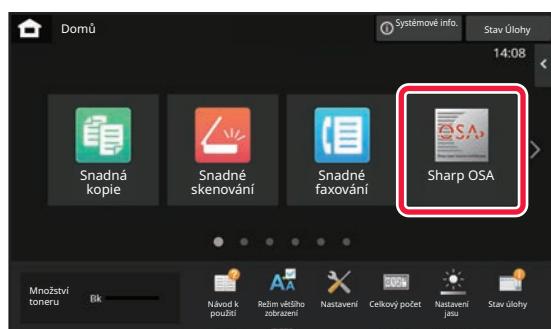 Domů
Systémové info.
Stav Úlohy
14:08
OSA
Snadná
kopie
Snadné
skenování
Snadné
faxování
Sharp OSA
Množství
toneru
Bk
Návod k
použití
Režim většího
zobrazení
Nastavení
Celkový počet
Nastavení
jasu
Stav úlohy